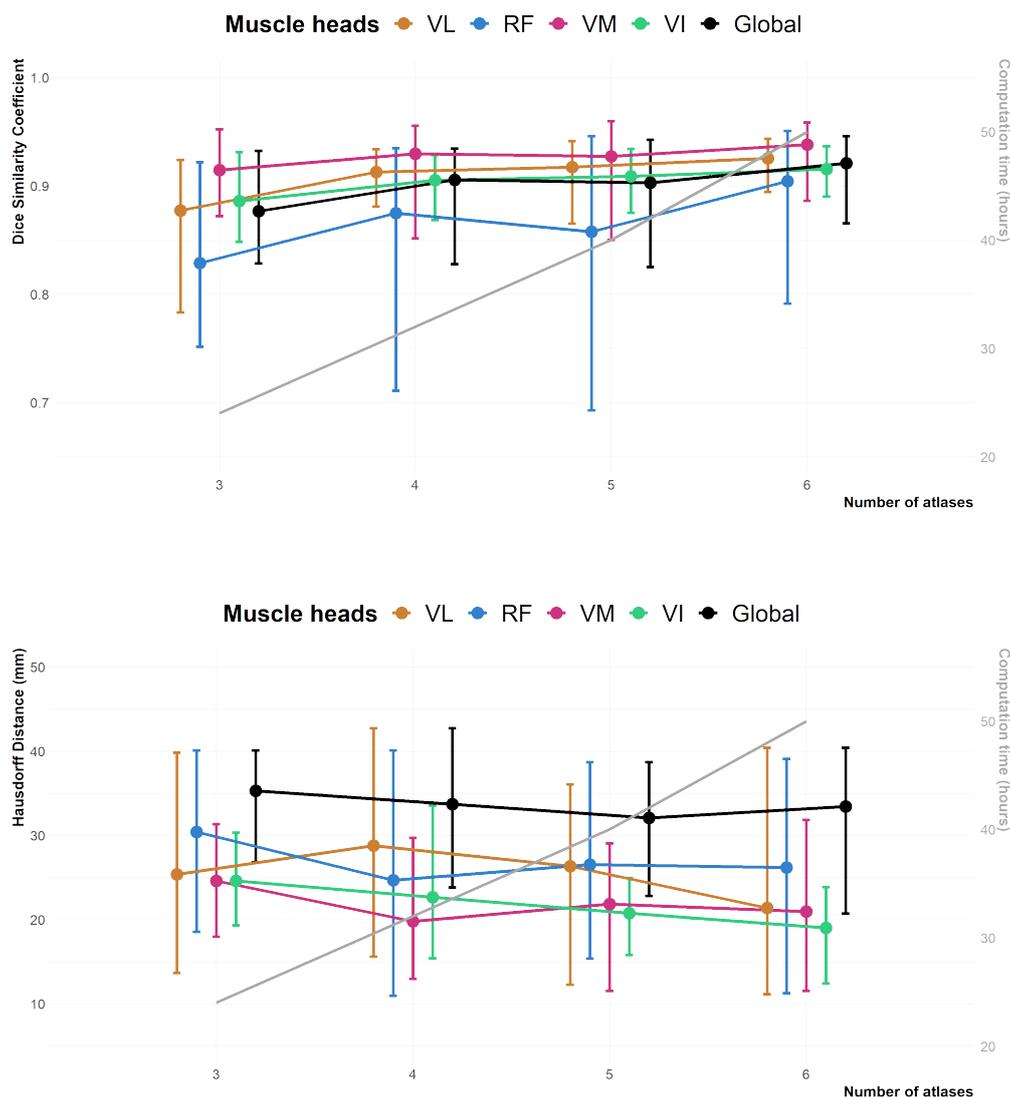 Muscle heads VL RF VM VI Global
Dice Similarity Coefficient
1.0
0.9
0.8
0.7
Computation time (hours)
50
40
30
20
3 4 5 6
Number of atlases
Muscle heads VL RF VM VI Global
Hausdorff Distance (mm)
50
40
30
20
10
Computation time (hours)
50
40
30
20
3 4 5 6
Number of atlases